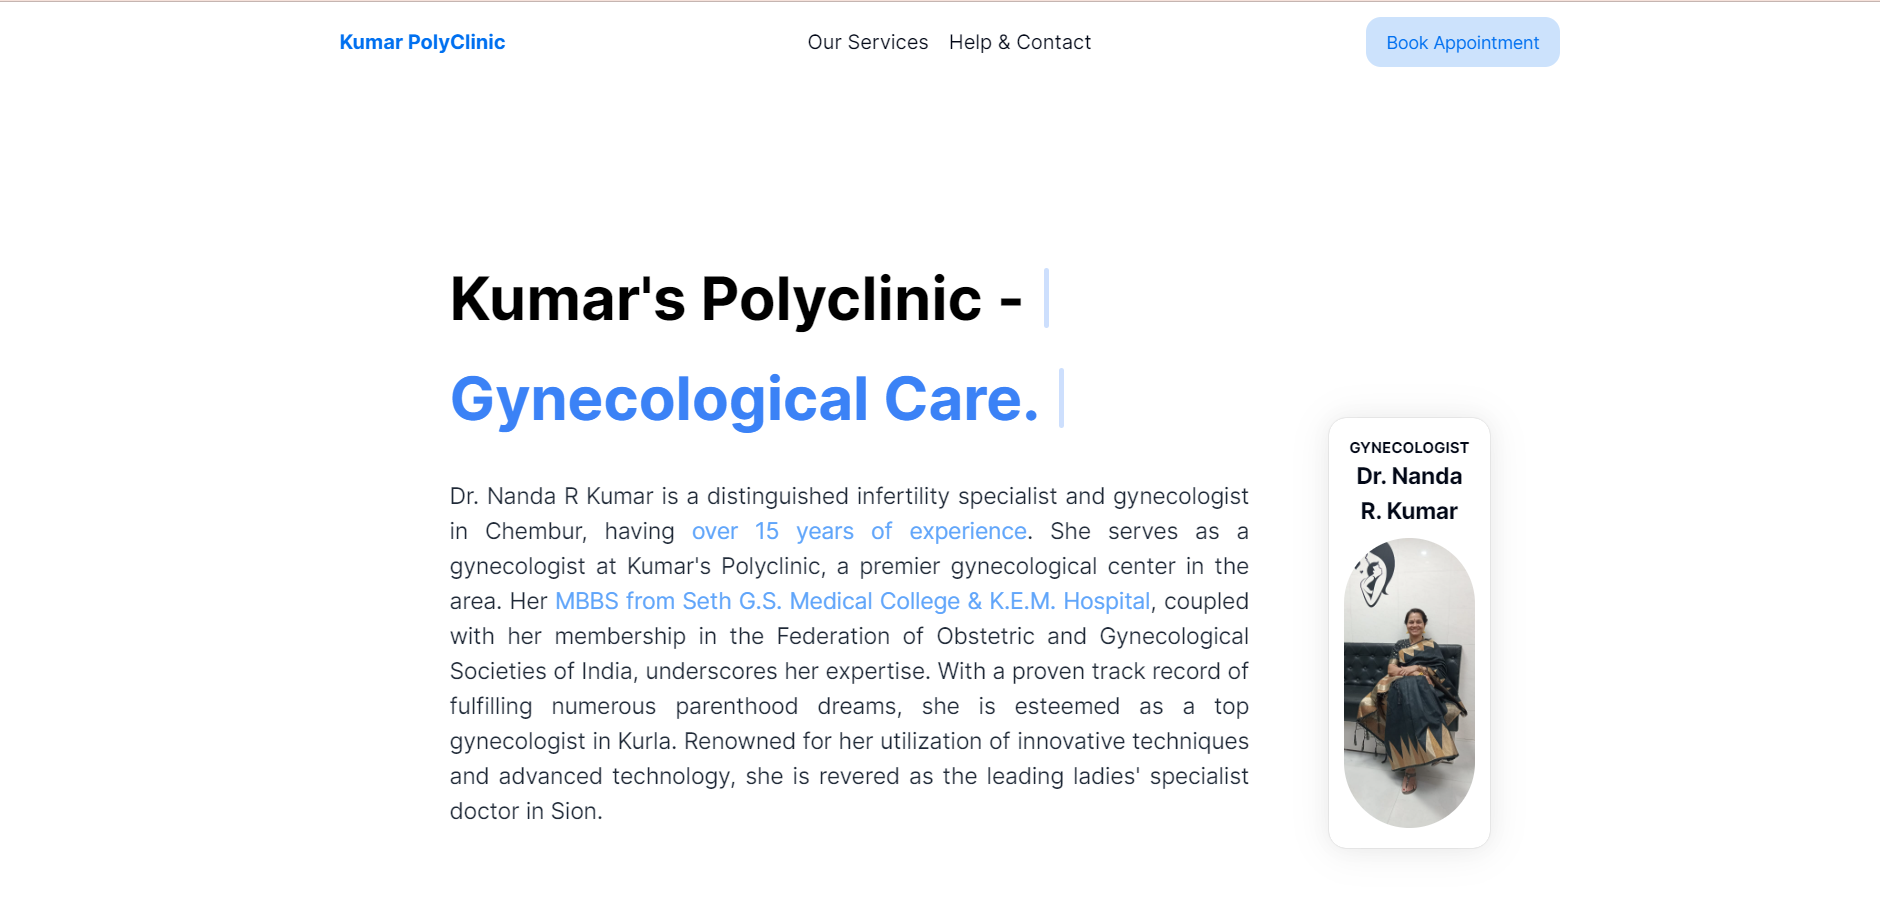 Kumar PolyClinic
Our Services
Help & Contact
Book Appointment
Kumar's Polyclinic -
Gynecological Care.
Dr. Nanda R Kumar is a distinguished infertility specialist and gynecologist
in Chembur, having over 15 years of experience. She serves as a
gynecologist at Kumar's Polyclinic, a premier gynecological center in the
area. Her MBBS from Seth G.S. Medical College & K.E.M. Hospital, coupled
with her membership in the Federation of Obstetric and Gynecological
Societies of India, underscores her expertise. With a proven track record of
fulfilling numerous parenthood dreams, she is esteemed as a top
gynecologist in Kurla. Renowned for her utilization of innovative techniques
and advanced technology, she is revered as the leading ladies' specialist
doctor in Sion.
GYNECOLOGIST
Dr. Nanda
R. Kumar